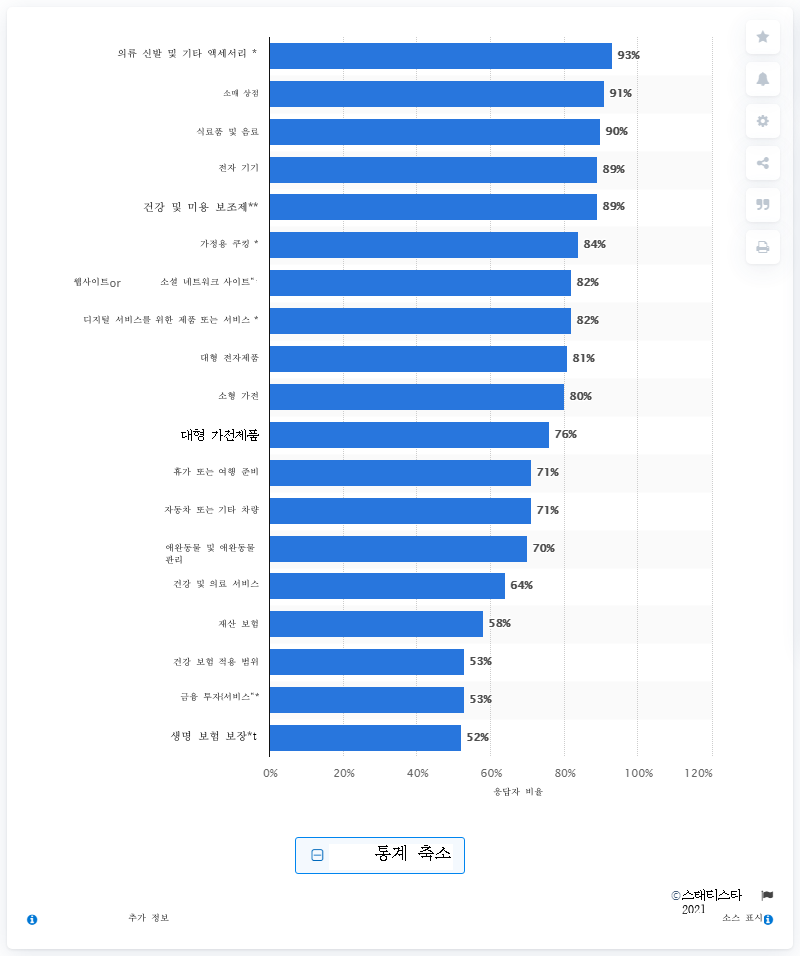 의류 신발 및 기타 액세서리 *
93%
소매 상점
91%
식료품 및 음료
90%
전자 기기
89%
건강 및 미용 보조제**
89%
가정용 쿠킹 *
84%
웹사이트or 소셜 네트워크 사이트"·
82%
디지털 서비스를 위한 제품 또는 서비스 *
82%
대형 전자제품
81%
소형 가전
80%
대형 가전제품
76%
휴가 또는 여행 준비
71%
자동차 또는 기타 차량
71%
애완동물 및 애완동물
관리
70%
건강 및 의료 서비스
64%
재산 보험
58%
건강 보험 적용 범위
53%
금융 투자|서비스"*
53%
생명 보험 보장*t
52%
0% 20% 40% 60% 80% 100% 120%
응답자 비율
통계 축소
©스태티스타
2021
추가 정보
소스 표시